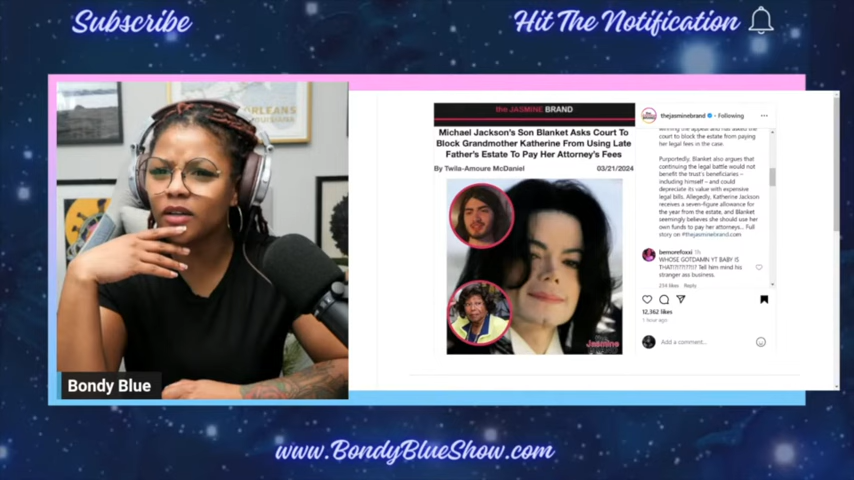 Subscribe
Hit The Notification
ORLEANS
LOUISIANA
the JASMINE BRAND
Michael Jackson's Son Blanket Asks Court To
Block Grandmother Katherine From Using Late
Father's Estate To Pay Her Attorney's Fees
By Twila-Amoure McDaniel
03/21/2024
Jasmine
thejasminebrand
• Following
•••
court to block the estate from paying
her legal fees in the case.
Purportedly, Blanket also argues that
continuing the legal battle would not
benefit the trust's beneficiaries –
including himself – and could
depreciate its value with expensive
legal bills. Allegedly, Katherine Jackson
receives a seven-figure allowance for
the year from the estate, and Blanket
seemingly believes she should use her
own funds to pay her attorneys... Full
story on #thejasminebrand.com
bemorefoxxi 1h
WHOSE GOTDAMN YT BABY IS
THAT!?!?!?!?? Tell hem mind his
stranger ass business.
234 likes Reply
12,362 likes
1 hour ago
Add a comment...
Bondy Blue
www.BondyBlueShow.com